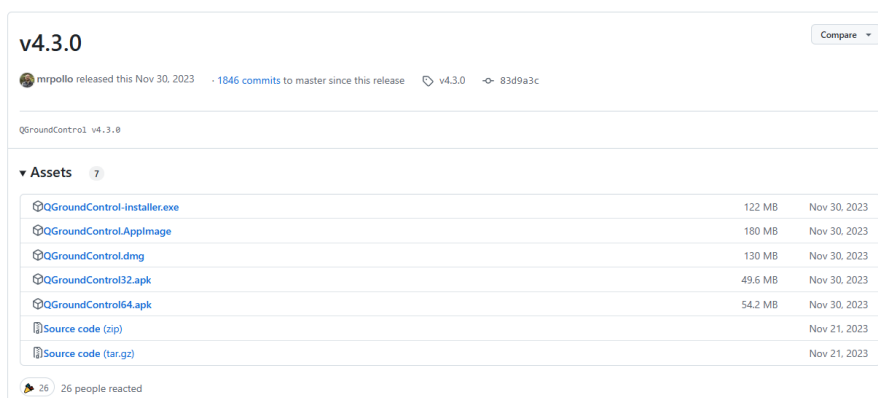 v4.3.0
Compare
mrpollo released this Nov 30, 2023 · 1846 commits to master since this release v4.3.0 83d9a3c
QGroundControl v4.3.0
Assets 7
QGroundControl-installer.exe 122 MB Nov 30, 2023
QGroundControl.AppImage 180 MB Nov 30, 2023
QGroundControl.dmg 130 MB Nov 30, 2023
QGroundControl32.apk 49.6 MB Nov 30, 2023
QGroundControl64.apk 54.2 MB Nov 30, 2023
Source code (zip) Nov 21, 2023
Source code (tar.gz) Nov 21, 2023
26 26 people reacted